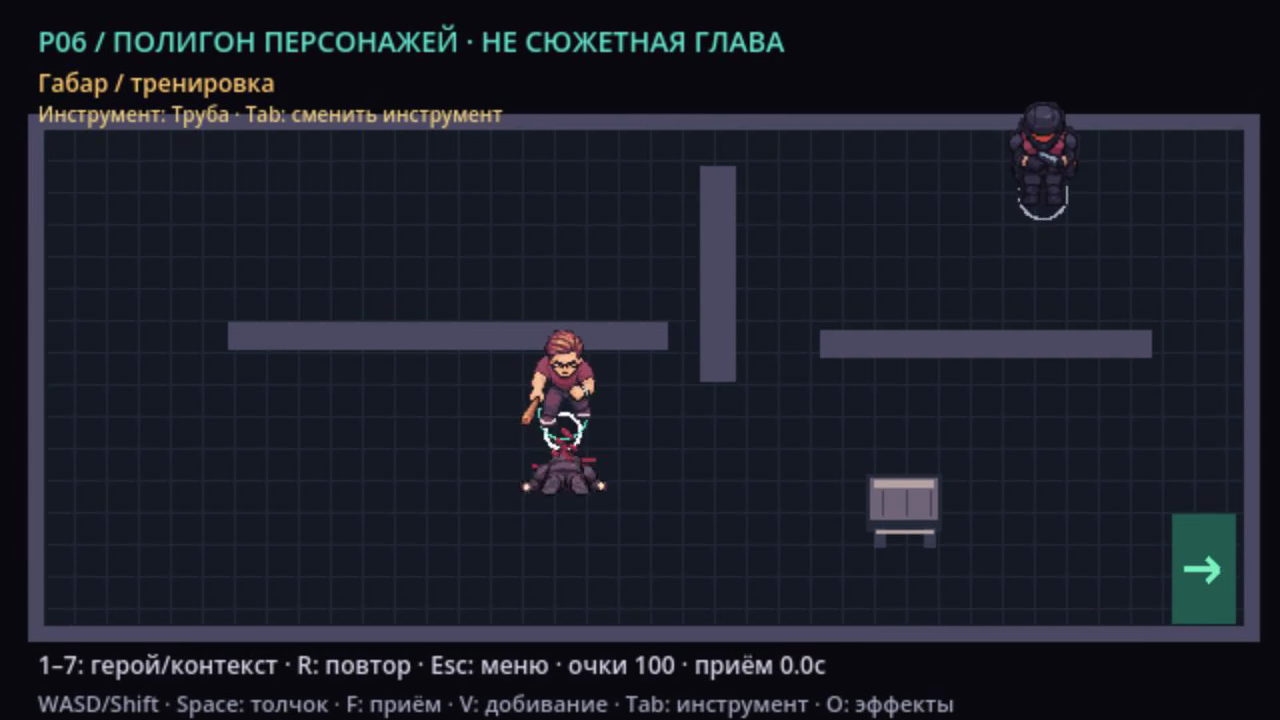 P06 / ПОЛИГОН ПЕРСОНАЖЕЙ · НЕ СЮЖЕТНАЯ ГЛАВА
Габар / тренировка
Инструмент: Труба · Tab: сменить инструмент
→
1–7: герой/контекст · R: повтор · Esc: меню · очки 100 · приём 0.0с
WASD/Shift · Space: толчок · F: приём · V: добивание · Tab: инструмент · O: эффекты